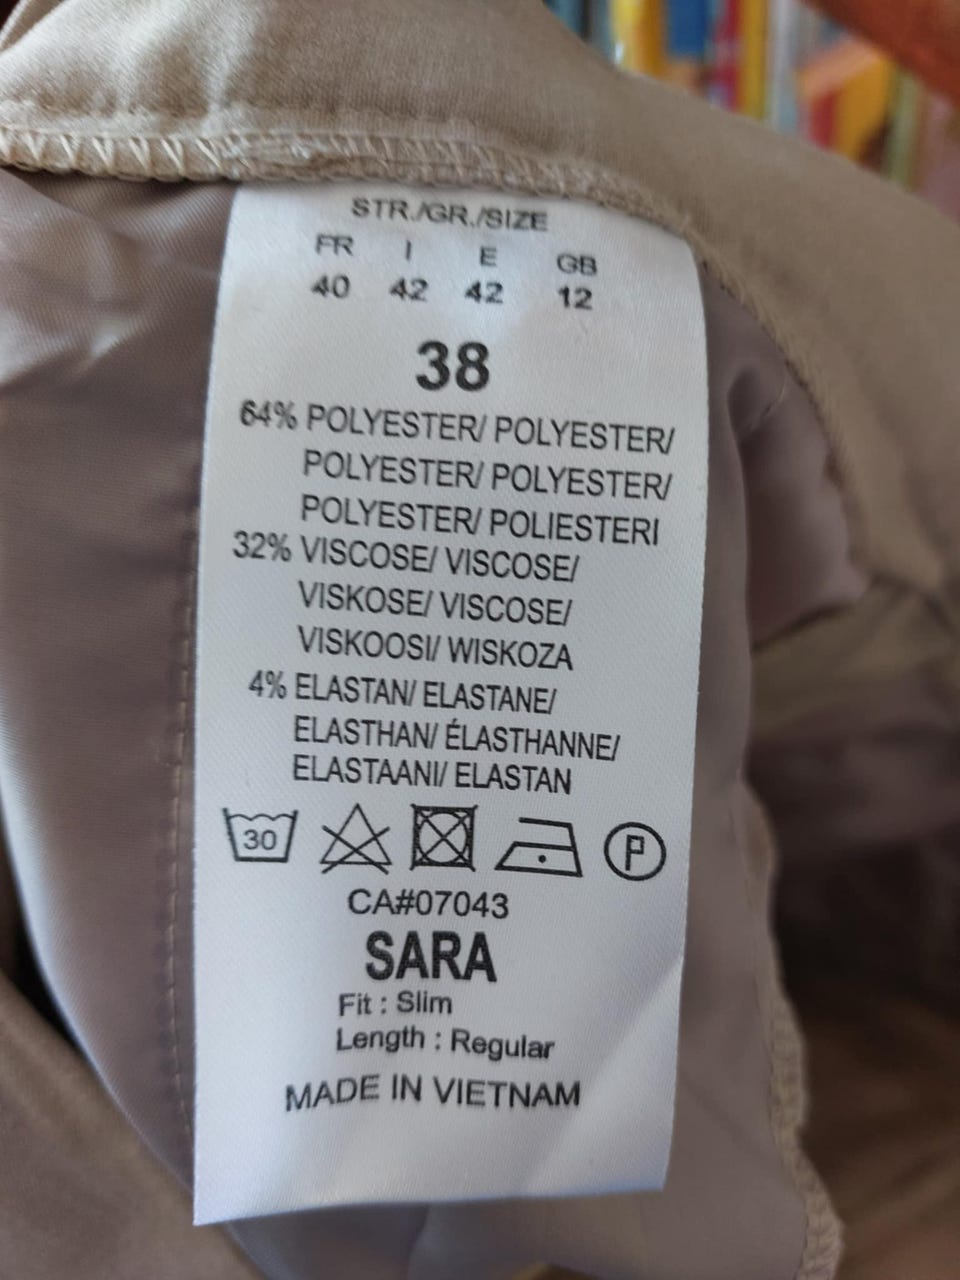 STR./GR./SIZE
FR I E GB
40 42 42 12
38
64% POLYESTER/ POLYESTER/
POLYESTER/ POLYESTER/
POLYESTER/ POLIESTERI
32% VISCOSE/ VISCOSE/
VISKOSE/ VISCOSE/
VISKOOSI/ WISKOZA
4% ELASTAN/ ELASTANE/
ELASTHAN/ ÉLASTHANNE/
ELASTAANI/ ELASTAN
30 P
CA#07043
SARA
Fit : Slim
Length : Regular
MADE IN VIETNAM